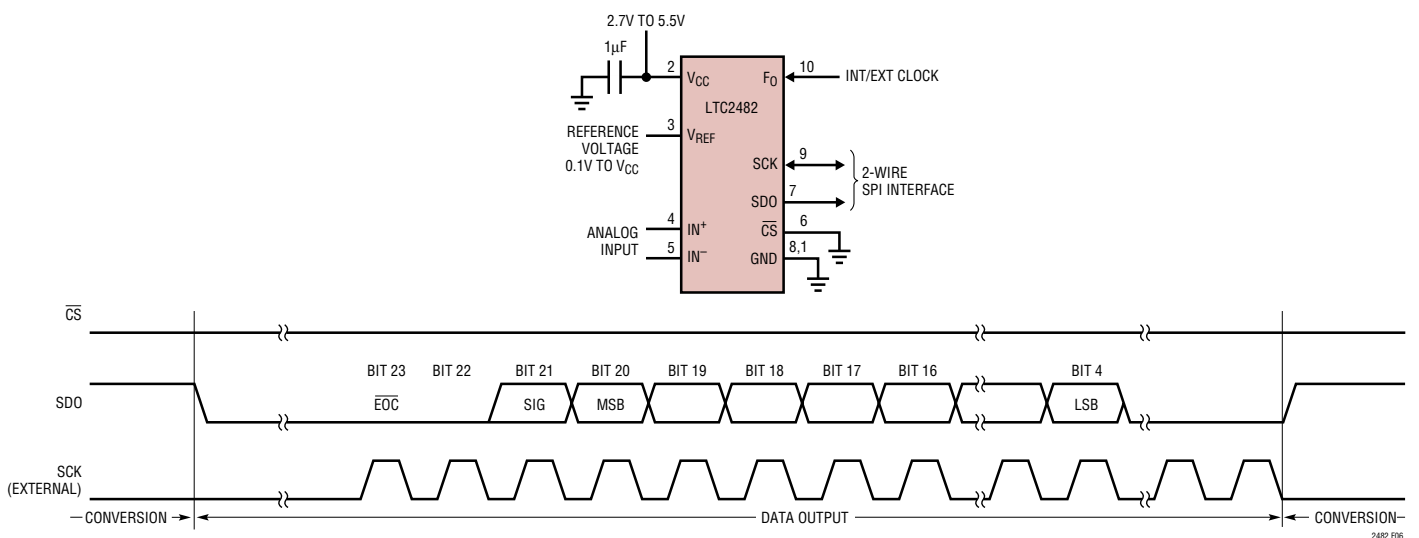 2.7V TO 5.5V
1µF
2
VCC
FO
10
INT/EXT CLOCK
LTC2482
REFERENCE
VOLTAGE
0.1V TO VCC
3
VREF
SCK
9
2-WIRE
SPI INTERFACE
SDO
7
ANALOG
INPUT
4
IN+
5
IN–
CS
6
GND
8,1
CS
SDO
BIT 23
BIT 22
BIT 21
BIT 20
BIT 19
BIT 18
BIT 17
BIT 16
BIT 4
EOC
SIG
MSB
LSB
SCK
(EXTERNAL)
CONVERSION
DATA OUTPUT
CONVERSION
2482 F06